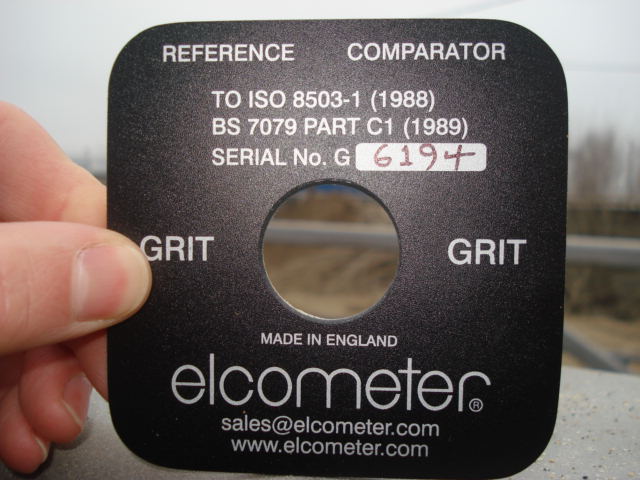 REFERENCE COMPARATOR
TO ISO 8503-1 (1988)
BS 7079 PART C1 (1989)
SERIAL No. G 6194
GRIT GRIT
MADE IN ENGLAND
elcometer®
sales@elcometer.com
www.elcometer.com